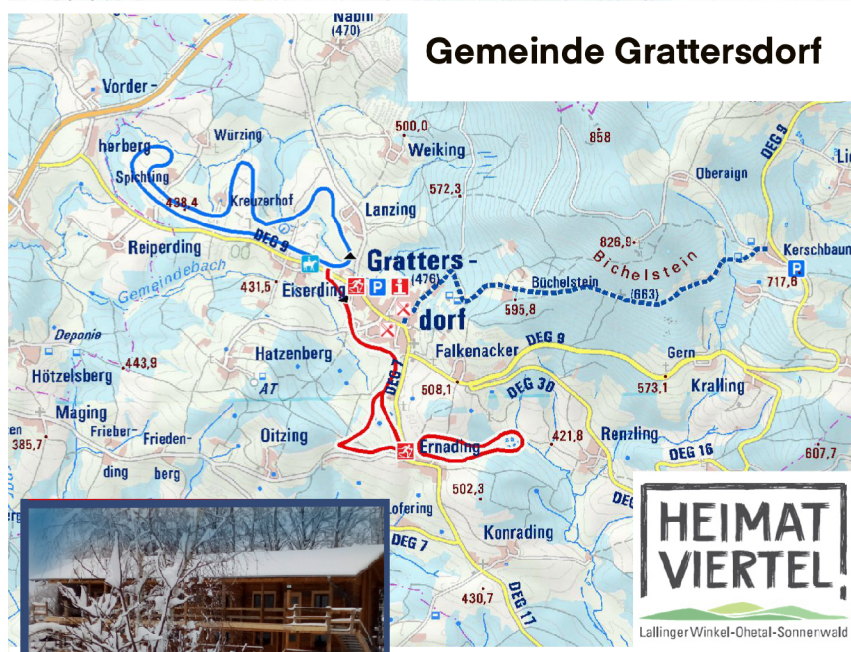 Gemeinde Grattersdorf
Nabin
(470)
Vorder-
herberg
Würzing
500,0
Weiking
858
DEG 9
Oberaign
Spichting
438,4
Kreuzerhof
572,3
Lanzing
DEG 9
Reiperding
826,9
Büchelstein
Kerschbaum
P
717,6
Gemeindebach
Gratters-
(476)
431,5
Eiserding
P
i
Büchelstein
(663)
595,8
dorf
Deponie
443,9
Hötzelsberg
Hatzenberg
AT
DEG 7
Falkenacker
DEG 9
508,1
DEG 30
Gern
573,1
Kralling
Maging
385,7
Frieber-
ding
Frieden-
berg
Oitzing
Ernading
421,8
Renzling
DEG 16
607,7
502,3
Lofering
DEG 7
Konrading
430,7
DEG 17
HEIMAT
VIERTEL!
Lallinger Winkel-Ohetal-Sonnenwald